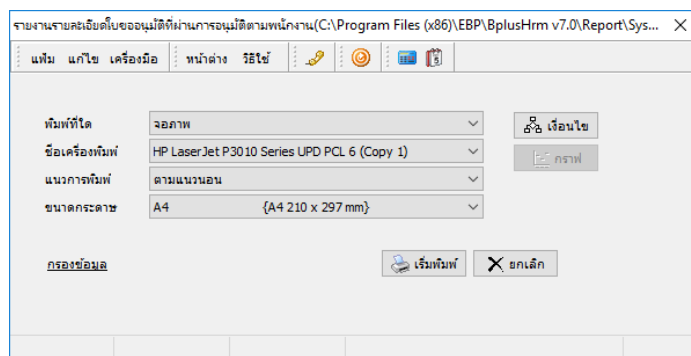 รายงานรายละเอียดใบขออนุมัติที่ผ่านการอนุมัติตามพนักงาน(C:\Program Files (x86)\EBP\BplusHrm v7.0\Report\Sys...
แฟ้ม แก้ไข เครื่องมือ หน้าต่าง วิธีใช้
พิมพ์ที่ใด จอภาพ เงื่อนไข
ชื่อเครื่องพิมพ์ HP LaserJet P3010 Series UPD PCL 6 (Copy 1) กราฟ
แนวการพิมพ์ ตามแนวนอน
ขนาดกระดาษ A4 {A4 210 x 297 mm}
กรองข้อมูล เริ่มพิมพ์ ยกเลิก